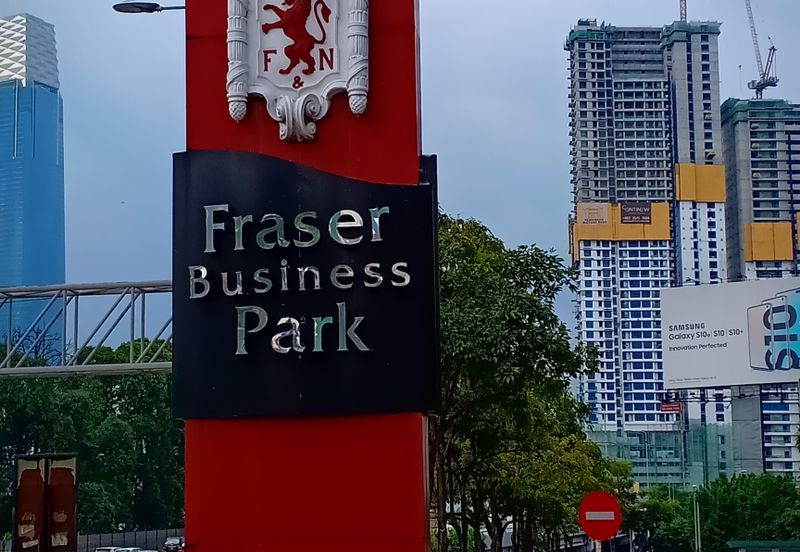 F N
&
Fraser
Business
Park
SAMSUNG
Galaxy S10e | S10 | S10+
Innovation Perfected
S10